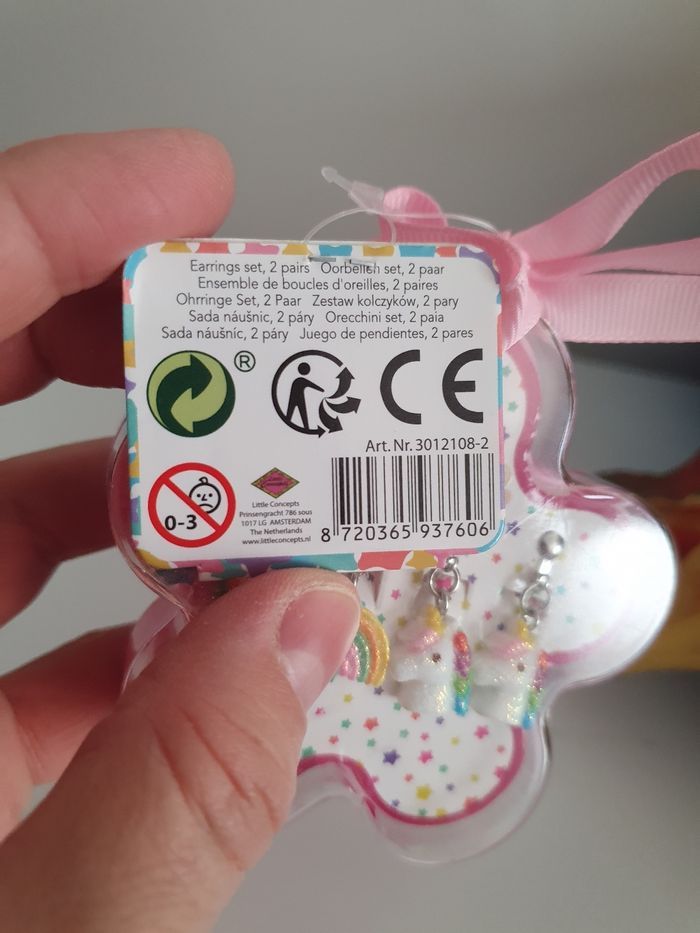 Earrings set, 2 pairs Oorbellen set, 2 paar
Ensemble de boucles d'oreilles, 2 paires
Ohrringe Set, 2 Paar Zestaw kolczyków, 2 pary
Sada náušnic, 2 páry Orecchini set, 2 paia
Sada náušníc, 2 páry Juego de pendientes, 2 pares
®
CE
Art. Nr. 3012108-2
0-3
Little Concepts
Prinsengracht 786 sous
1017 LG AMSTERDAM
The Netherlands
www.littleconcepts.nl
8 720365 937606